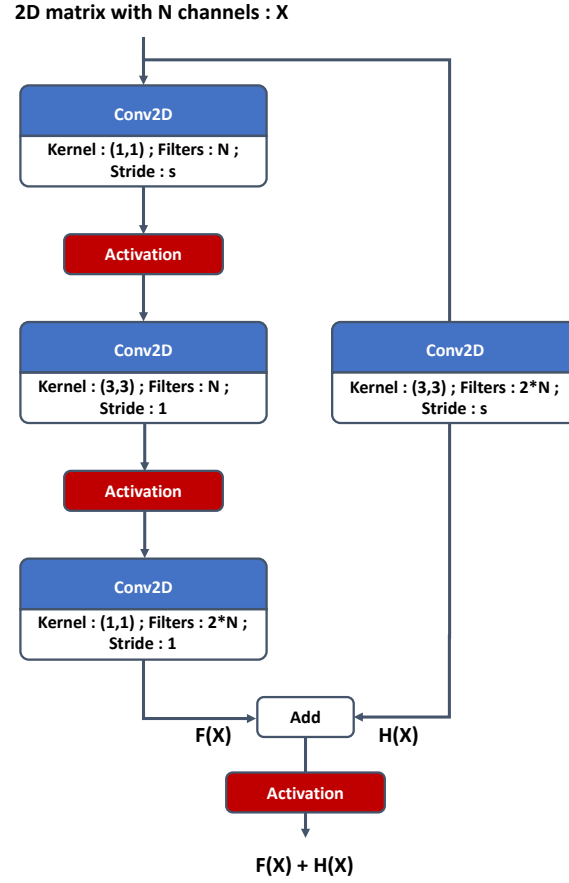 2D matrix with N channels : X
Conv2D
Kernel : (1,1) ; Filters : N ;
Stride : s
Activation
Conv2D
Kernel : (3,3) ; Filters : N ;
Stride : 1
Conv2D
Kernel : (3,3) ; Filters : 2*N ;
Stride : s
Activation
Conv2D
Kernel : (1,1) ; Filters : 2*N ;
Stride : 1
Add
F(X)
H(X)
Activation
F(X) + H(X)